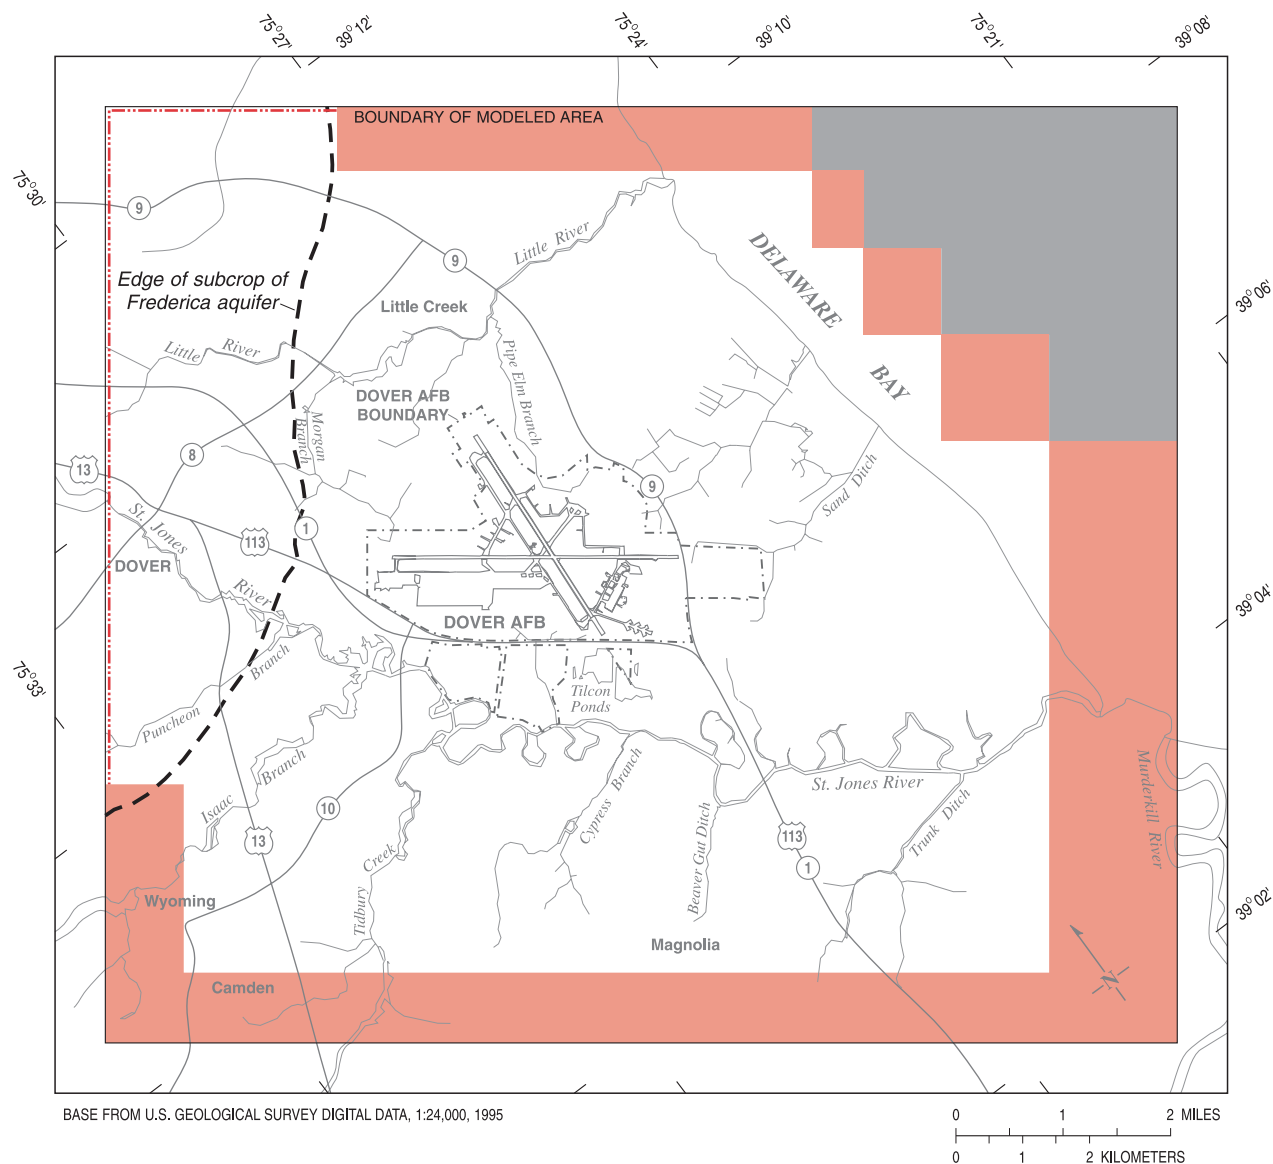 75°27'
39°12'
75°24'
39°10'
75°21'
39°08'
BOUNDARY OF MODELED AREA
75°30'
9
9
Little River
DELAWARE
BAY
Edge of subcrop of
Frederica aquifer
Little Creek
39°06'
Little River
Pipe Elm Branch
DOVER AFB
BOUNDARY
Morgan
Branch
8
13
9
Sand Ditch
St. Jones
River
1
113
DOVER
DOVER AFB
39°04'
75°33'
Branch
Puncheon
Tilcon
Ponds
Branch
Isaac
St. Jones River
Murderkill River
Cypress Branch
Trunk Ditch
10
13
Creek
Tidbury
Beaver Gut Ditch
113
1
Wyoming
39°02'
Magnolia
Camden
N
BASE FROM U.S. GEOLOGICAL SURVEY DIGITAL DATA, 1:24,000, 1995
0 1 2 MILES
0 1 2 KILOMETERS